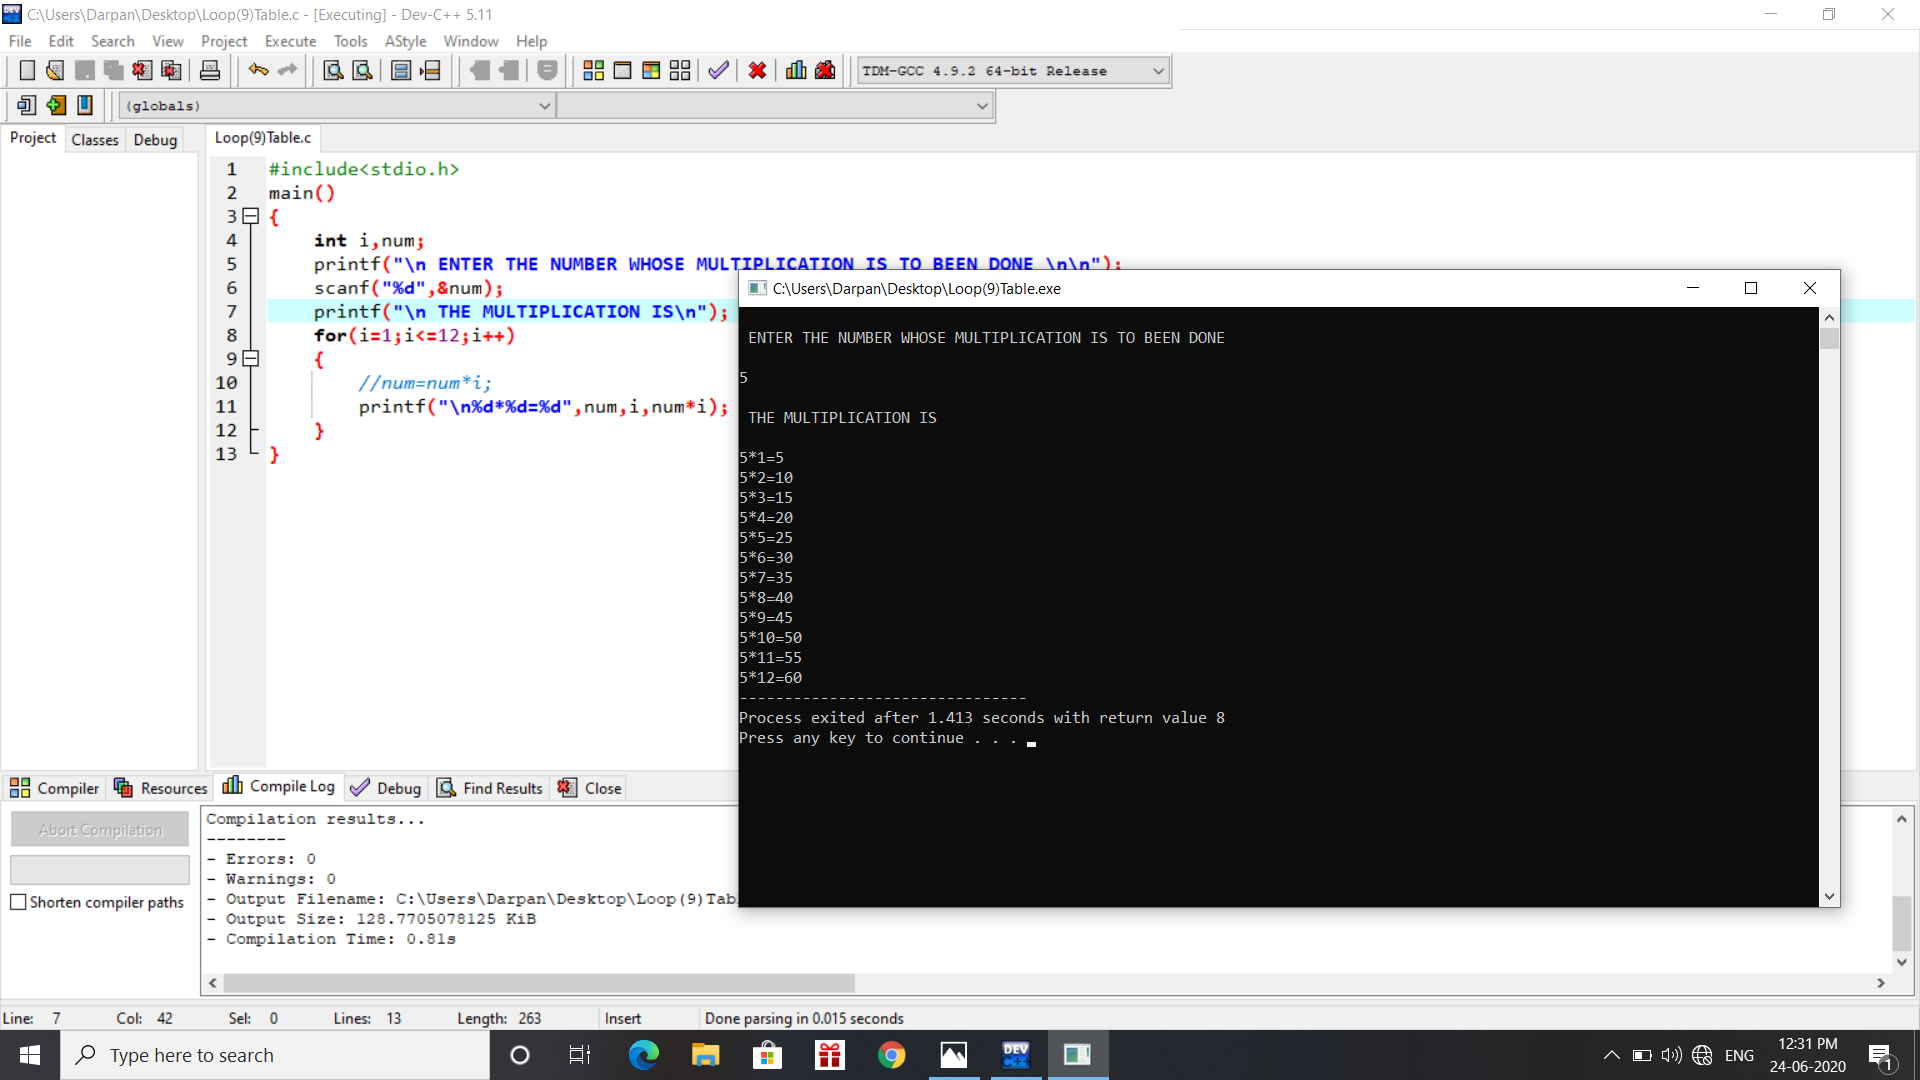 C:\Users\Darpan\Desktop\Loop(9)Table.c - [Executing] - Dev-C++ 5.11
File Edit Search View Project Execute Tools AStyle Window Help
TDM-GCC 4.9.2 64-bit Release
(globals)
Project Classes Debug
Loop(9)Table.c
1 #include<stdio.h>
2 main()
3 {
4 int i,num;
5 printf("\n ENTER THE NUMBER WHOSE MULTIPLICATION IS TO BEEN DONE \n\n");
6 scanf("%d",&num);
7 printf("\n THE MULTIPLICATION IS\n");
8 for(i=1;i<=12;i++)
9 {
10 //num=num*i;
11 printf("\n%d*%d=%d",num,i,num*i);
12 }
13 }
C:\Users\Darpan\Desktop\Loop(9)Table.exe
ENTER THE NUMBER WHOSE MULTIPLICATION IS TO BEEN DONE
5
THE MULTIPLICATION IS
5*1=5
5*2=10
5*3=15
5*4=20
5*5=25
5*6=30
5*7=35
5*8=40
5*9=45
5*10=50
5*11=55
5*12=60
--------------------------------
Process exited after 1.413 seconds with return value 8
Press any key to continue . . .
Compiler Resources Compile Log Debug Find Results Close
Abort Compilation
Shorten compiler paths
Compilation results...
--------
- Errors: 0
- Warnings: 0
- Output Filename: C:\Users\Darpan\Desktop\Loop(9)Tab
- Output Size: 128.7705078125 KiB
- Compilation Time: 0.81s
Line: 7 Col: 42 Sel: 0 Lines: 13 Length: 263 Insert Done parsing in 0.015 seconds
Type here to search
DEV C++
ENG
12:31 PM
24-06-2020
1